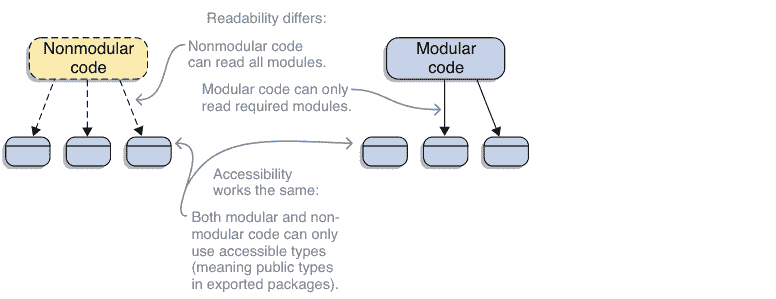 Readability differs:
Nonmodular
code
Nonmodular code
can read all modules.
Modular
code
Modular code can only
read required modules.
Accessibility
works the same:
Both modular and non-
modular code can only
use accessible types
(meaning public types
in exported packages).